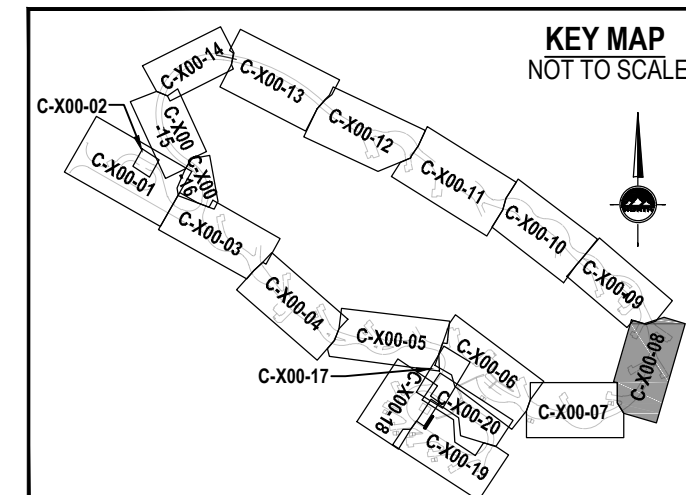 KEY MAP
NOT TO SCALE
C-X00-14
C-X00-13
C-X00-02
C-X00
-15
C-X00-12
C-X00-01
C-X00
-16
C-X00-11
C-X00-03
C-X00-10
C-X00-09
C-X00-04
C-X00-05
C-X00-06
C-X00-08
C-X00-17
C-X00-18
C-X00-20
C-X00-07
C-X00-19